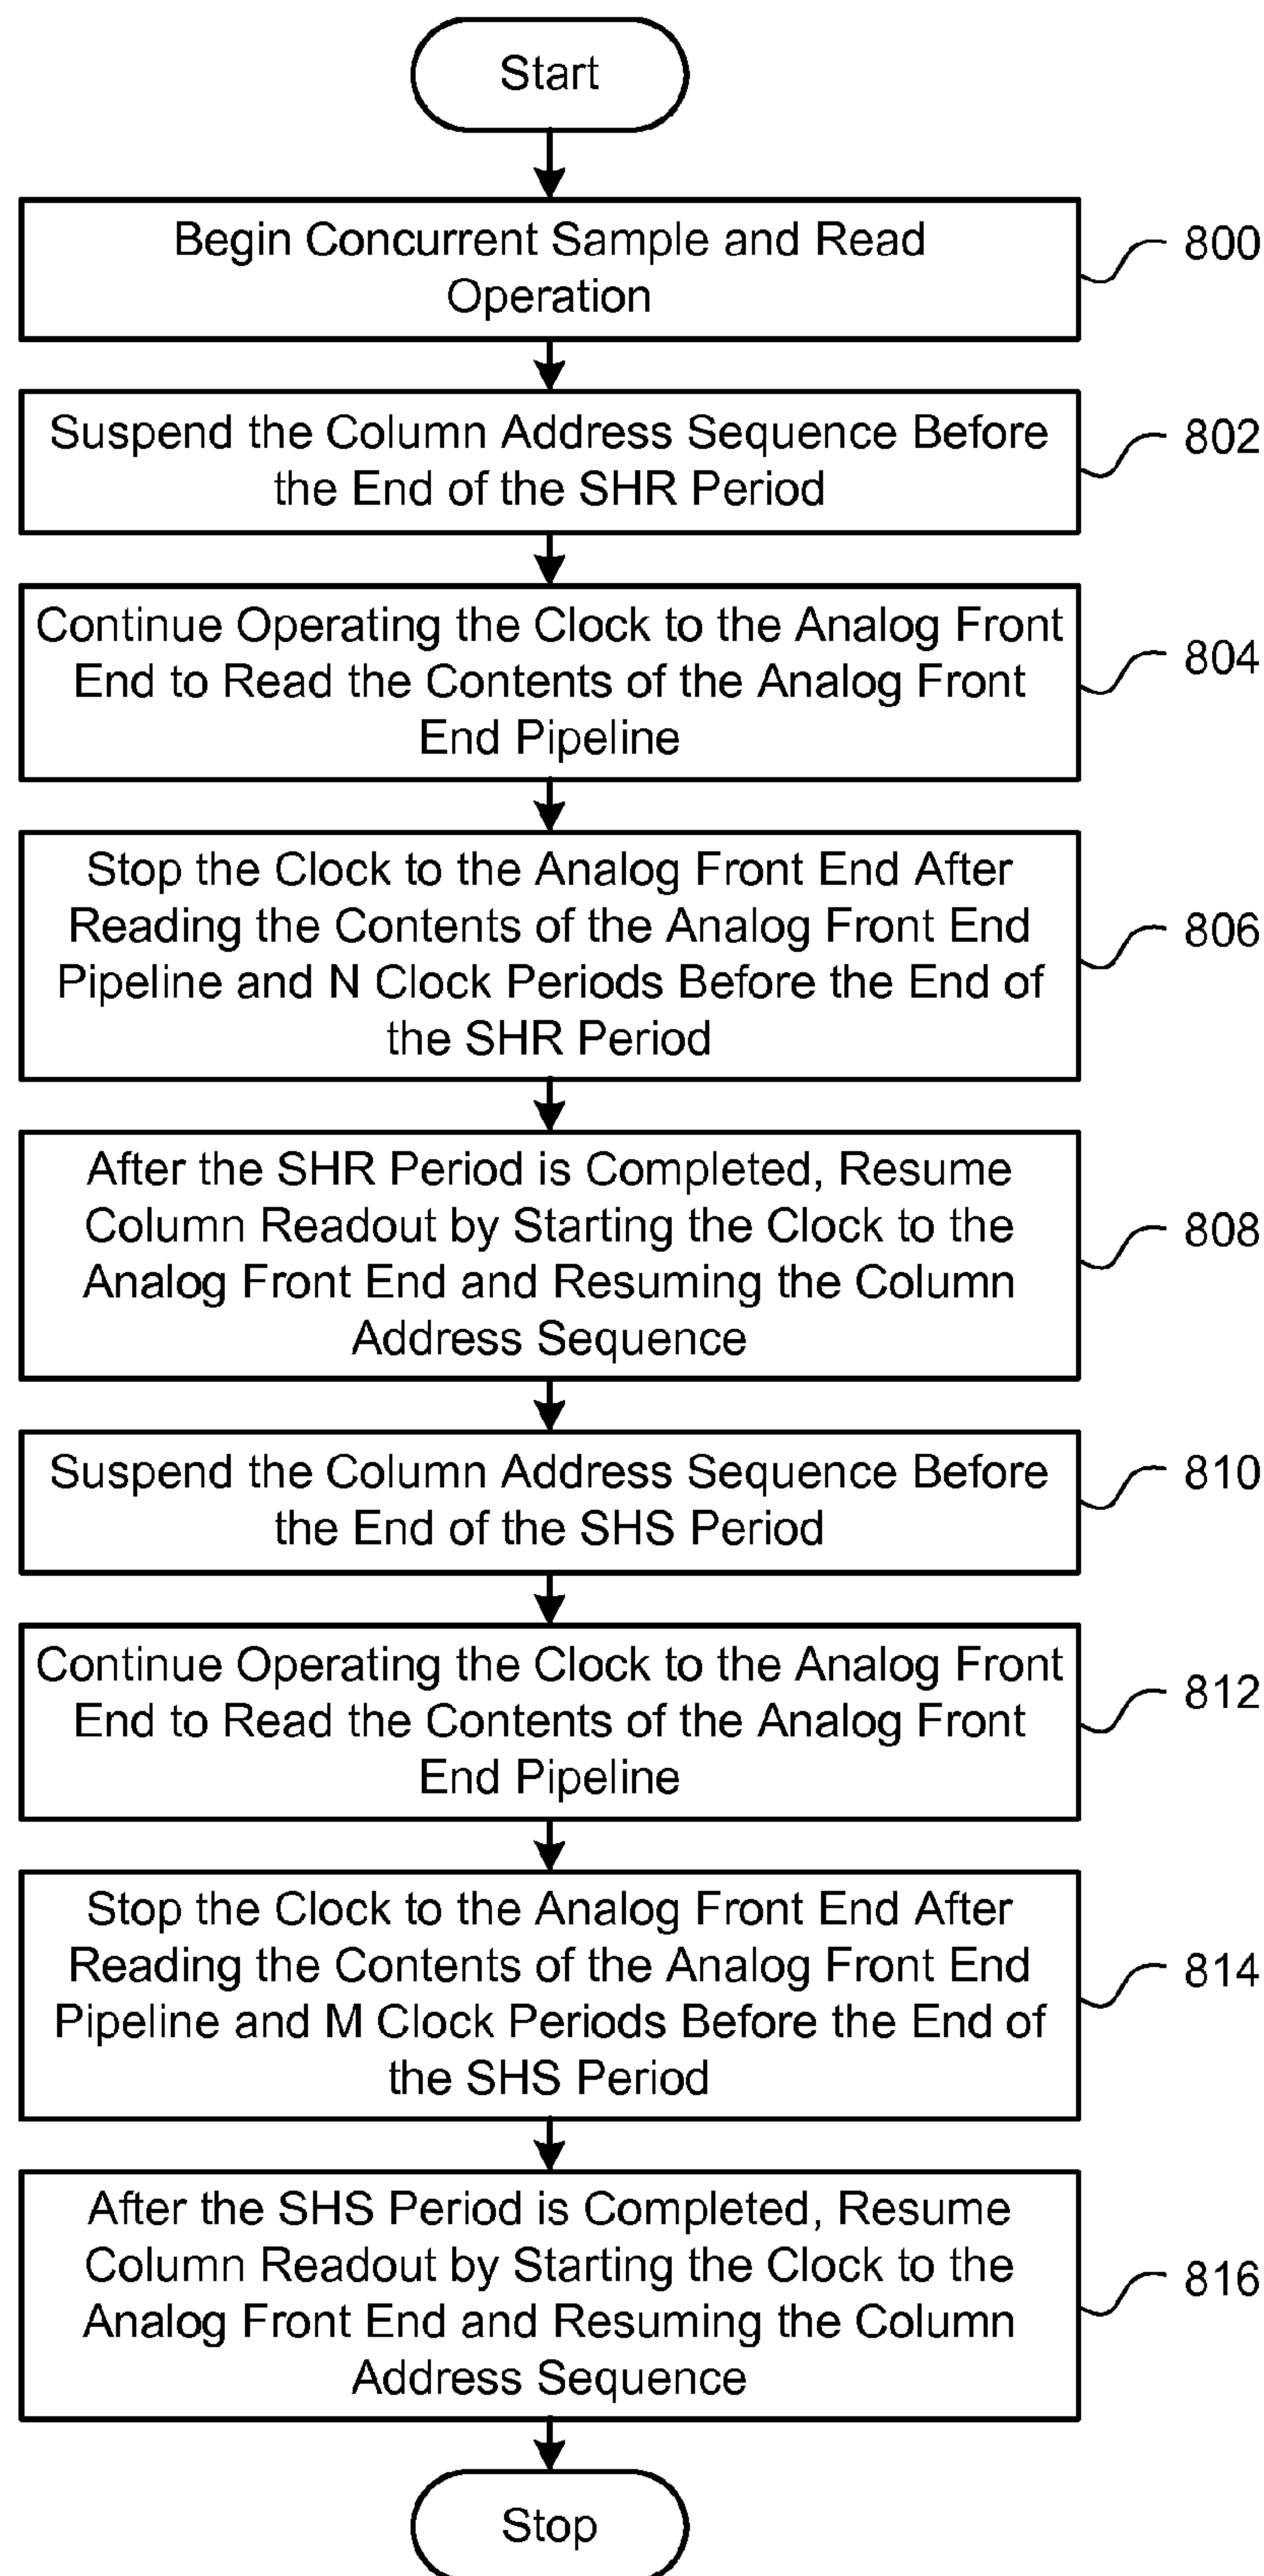 Start
Begin Concurrent Sample and Read
Operation
800
Suspend the Column Address Sequence Before
the End of the SHR Period
802
Continue Operating the Clock to the Analog Front
End to Read the Contents of the Analog Front
End Pipeline
804
Stop the Clock to the Analog Front End After
Reading the Contents of the Analog Front End
Pipeline and N Clock Periods Before the End of
the SHR Period
806
After the SHR Period is Completed, Resume
Column Readout by Starting the Clock to the
Analog Front End and Resuming the Column
Address Sequence
808
Suspend the Column Address Sequence Before
the End of the SHS Period
810
Continue Operating the Clock to the Analog Front
End to Read the Contents of the Analog Front
End Pipeline
812
Stop the Clock to the Analog Front End After
Reading the Contents of the Analog Front End
Pipeline and M Clock Periods Before the End of
the SHS Period
814
After the SHS Period is Completed, Resume
Column Readout by Starting the Clock to the
Analog Front End and Resuming the Column
Address Sequence
816
Stop